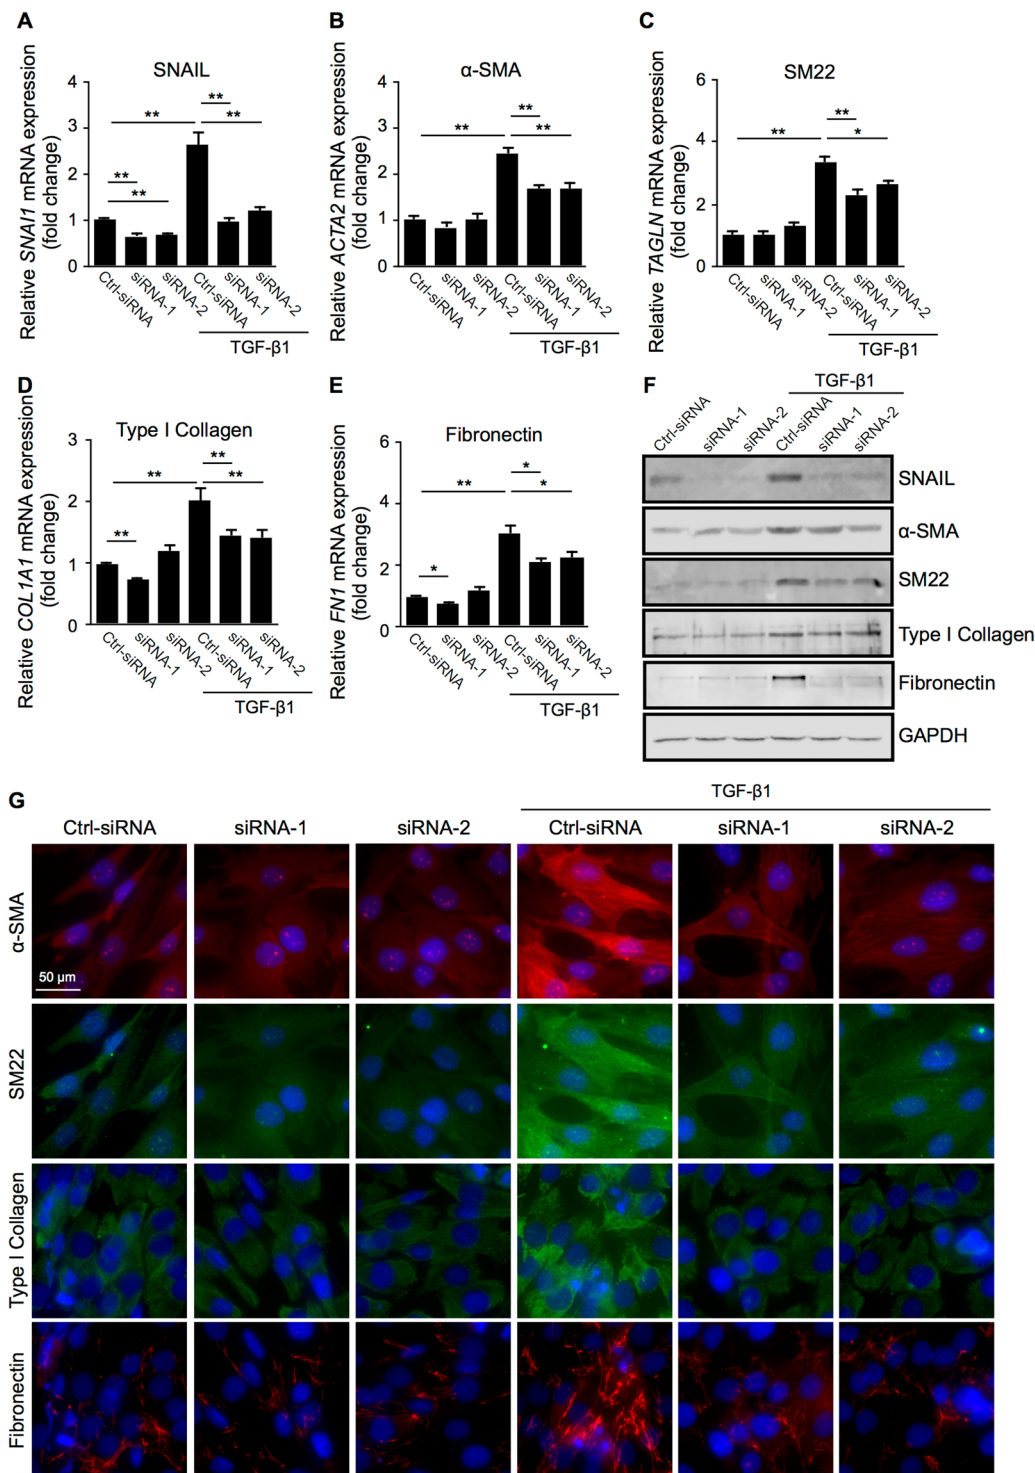 A
SNAIL
Relative SNAI1 mRNA expression
(fold change)
4
3
2
1
0
**
**
**
**
**
Ctrl-siRNA
siRNA-1
siRNA-2
Ctrl-siRNA
siRNA-1
siRNA-2
TGF-β1
B
α-SMA
Relative ACTA2 mRNA expression
(fold change)
4
3
2
1
0
**
**
**
Ctrl-siRNA
siRNA-1
siRNA-2
Ctrl-siRNA
siRNA-1
siRNA-2
TGF-β1
C
SM22
Relative TAGLN mRNA expression
(fold change)
6
4
2
0
**
**
*
Ctrl-siRNA
siRNA-1
siRNA-2
Ctrl-siRNA
siRNA-1
siRNA-2
TGF-β1
D
Type I Collagen
Relative COL1A1 mRNA expression
(fold change)
3
2
1
0
**
**
**
**
Ctrl-siRNA
siRNA-1
siRNA-2
Ctrl-siRNA
siRNA-1
siRNA-2
TGF-β1
E
Fibronectin
Relative FN1 mRNA expression
(fold change)
6
4
2
0
*
**
*
*
Ctrl-siRNA
siRNA-1
siRNA-2
Ctrl-siRNA
siRNA-1
siRNA-2
TGF-β1
F
TGF-β1
Ctrl-siRNA
siRNA-1
siRNA-2
Ctrl-siRNA
siRNA-1
siRNA-2
SNAIL
α-SMA
SM22
Type I Collagen
Fibronectin
GAPDH
G
TGF-β1
Ctrl-siRNA siRNA-1 siRNA-2 Ctrl-siRNA siRNA-1 siRNA-2
α-SMA
50 μm
SM22
Type I Collagen
Fibronectin